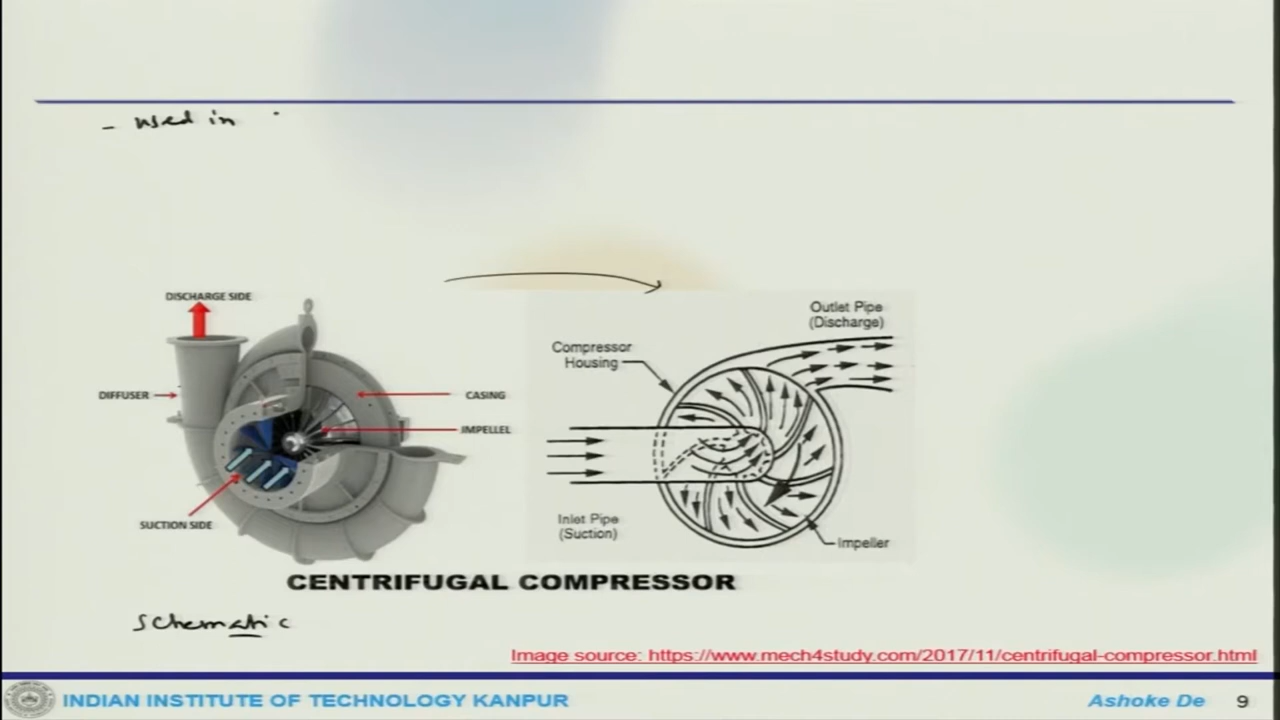 - used in
DISCHARGE SIDE
DIFFUSER
CASING
IMPELLEL
SUCTION SIDE
Outlet Pipe
(Discharge)
Compressor
Housing
Inlet Pipe
(Suction)
Impeller
CENTRIFUGAL COMPRESSOR
schematic
Image source: https://www.mech4study.com/2017/11/centrifugal-compressor.html
INDIAN INSTITUTE OF TECHNOLOGY KANPUR
Ashoke De 9